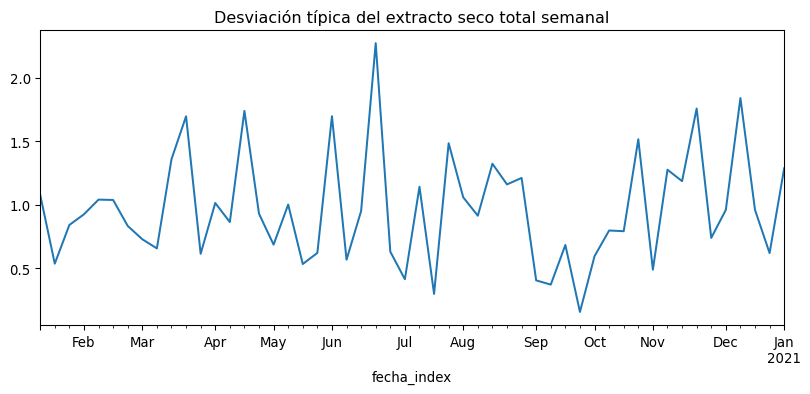 Desviación típica del extracto seco total semanal
2.0
1.5
1.0
0.5
Feb Mar Apr May Jun Jul Aug Sep Oct Nov Dec Jan
2021
fecha_index